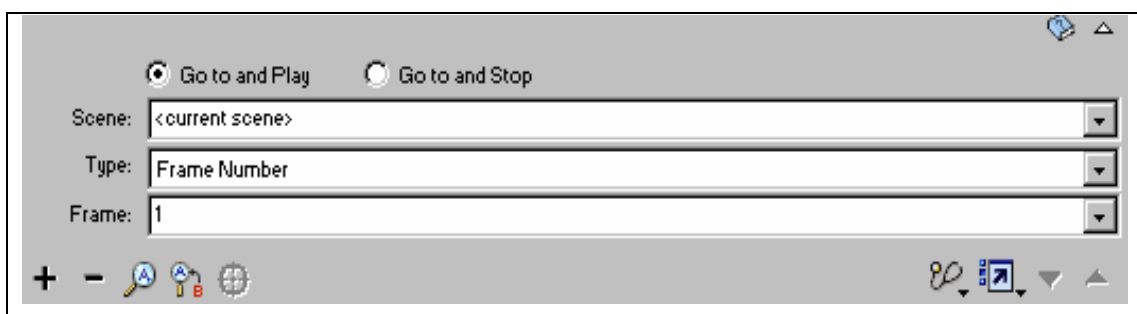 Go to and Play Go to and Stop
Scene: <current scene>
Type: Frame Number
Frame: 1